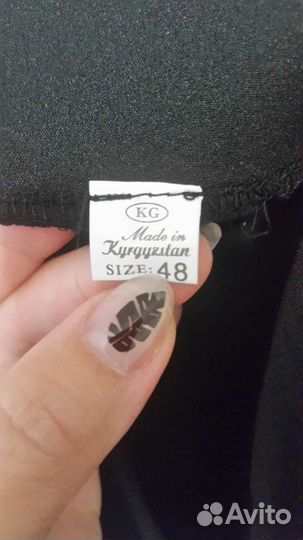 KG
Made in
Kyrgyzstan
SIZE: 48
Avito